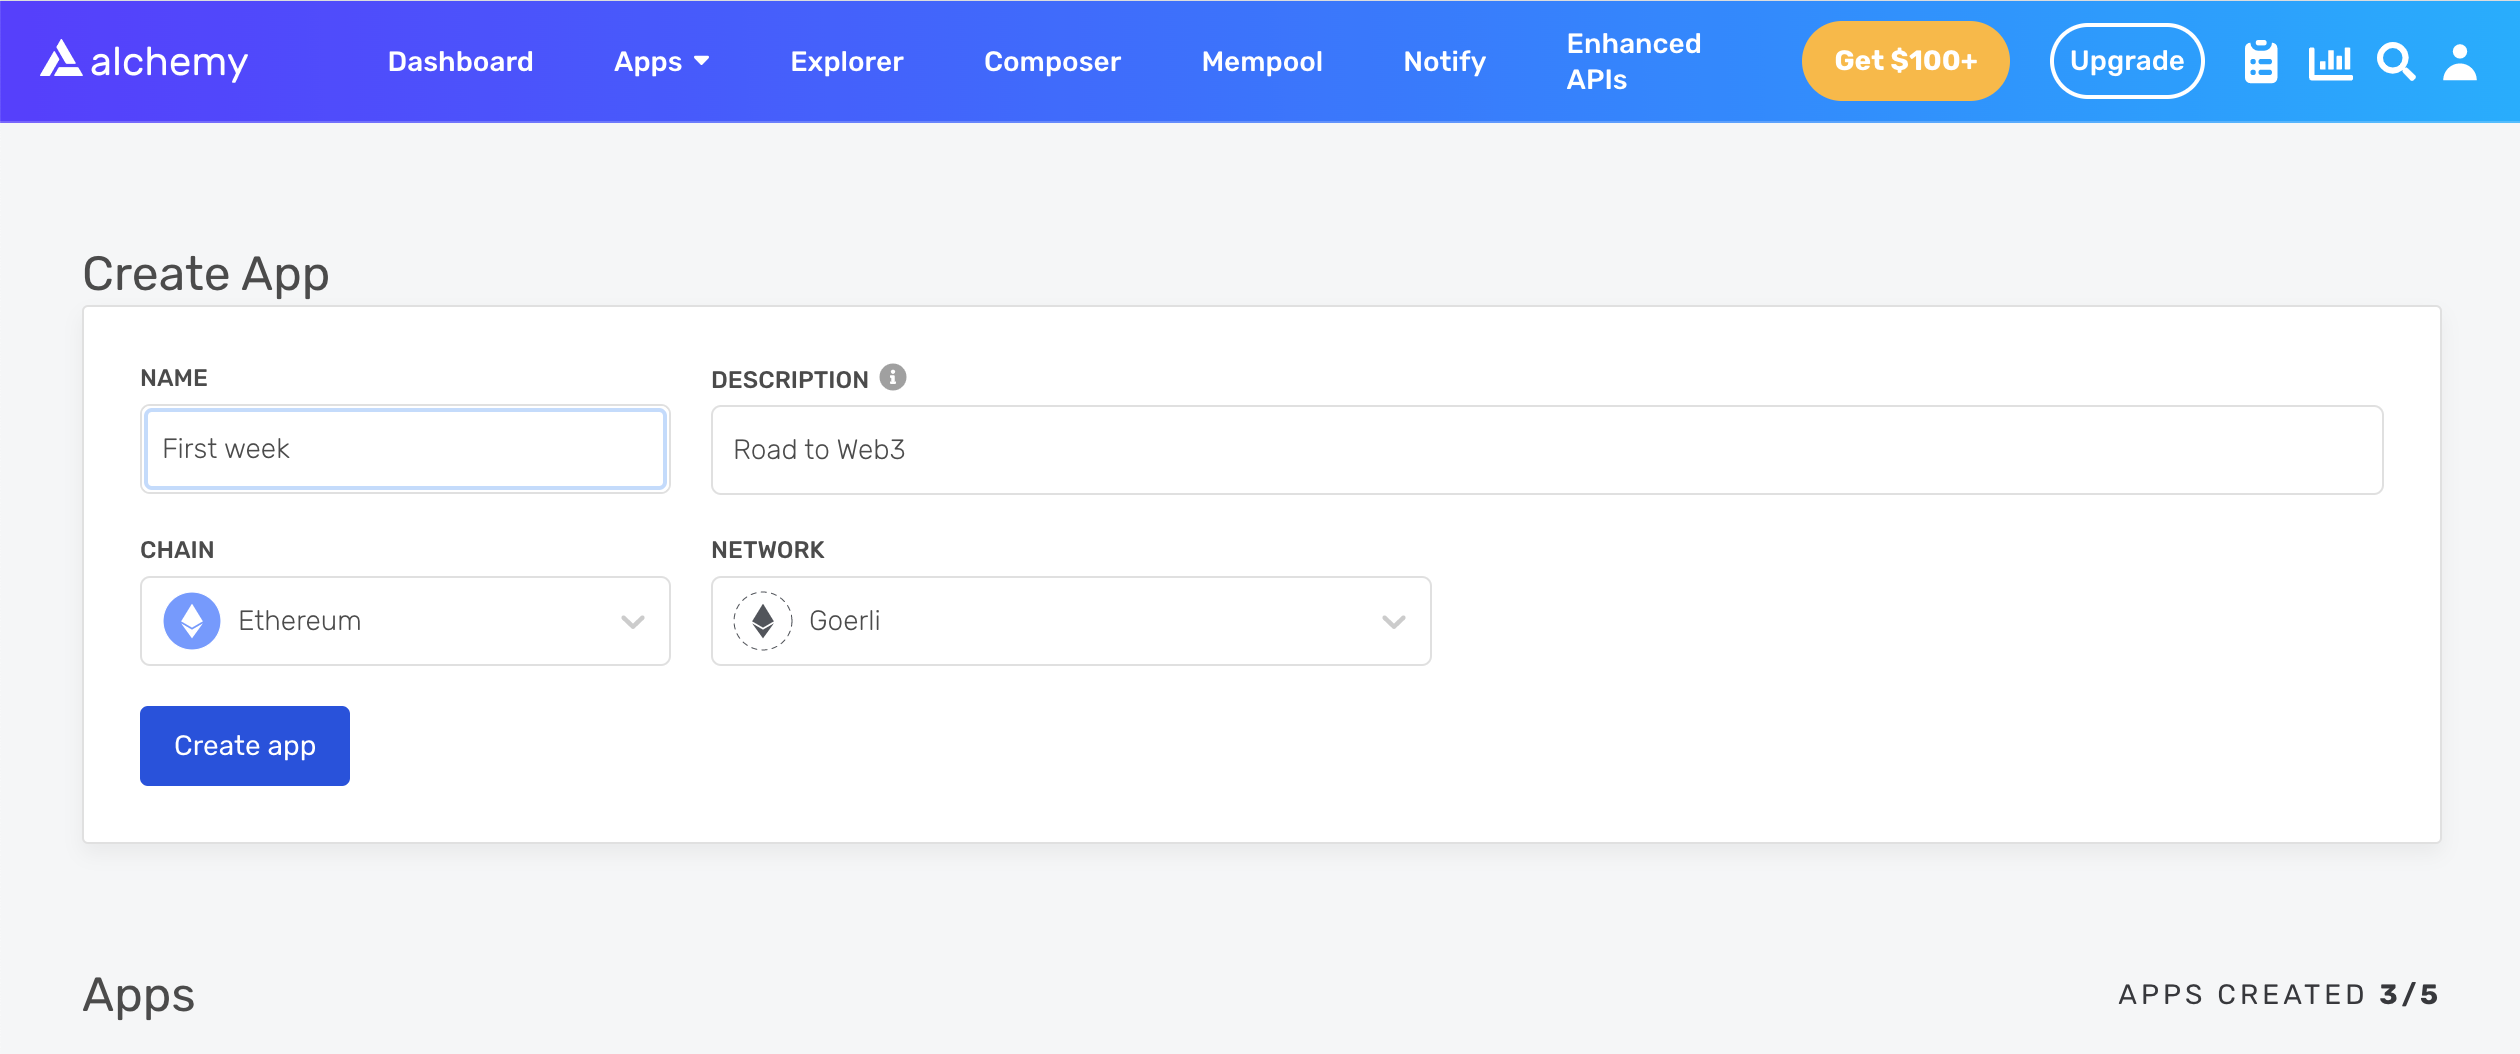 alchemy
Dashboard
Apps
Explorer
Composer
Mempool
Notify
Enhanced
APIs
Get $100+
Upgrade
Create App
NAME
DESCRIPTION
First week
Road to Web3
CHAIN
NETWORK
Ethereum
Goerli
Create app
Apps
APPS CREATED 3/5